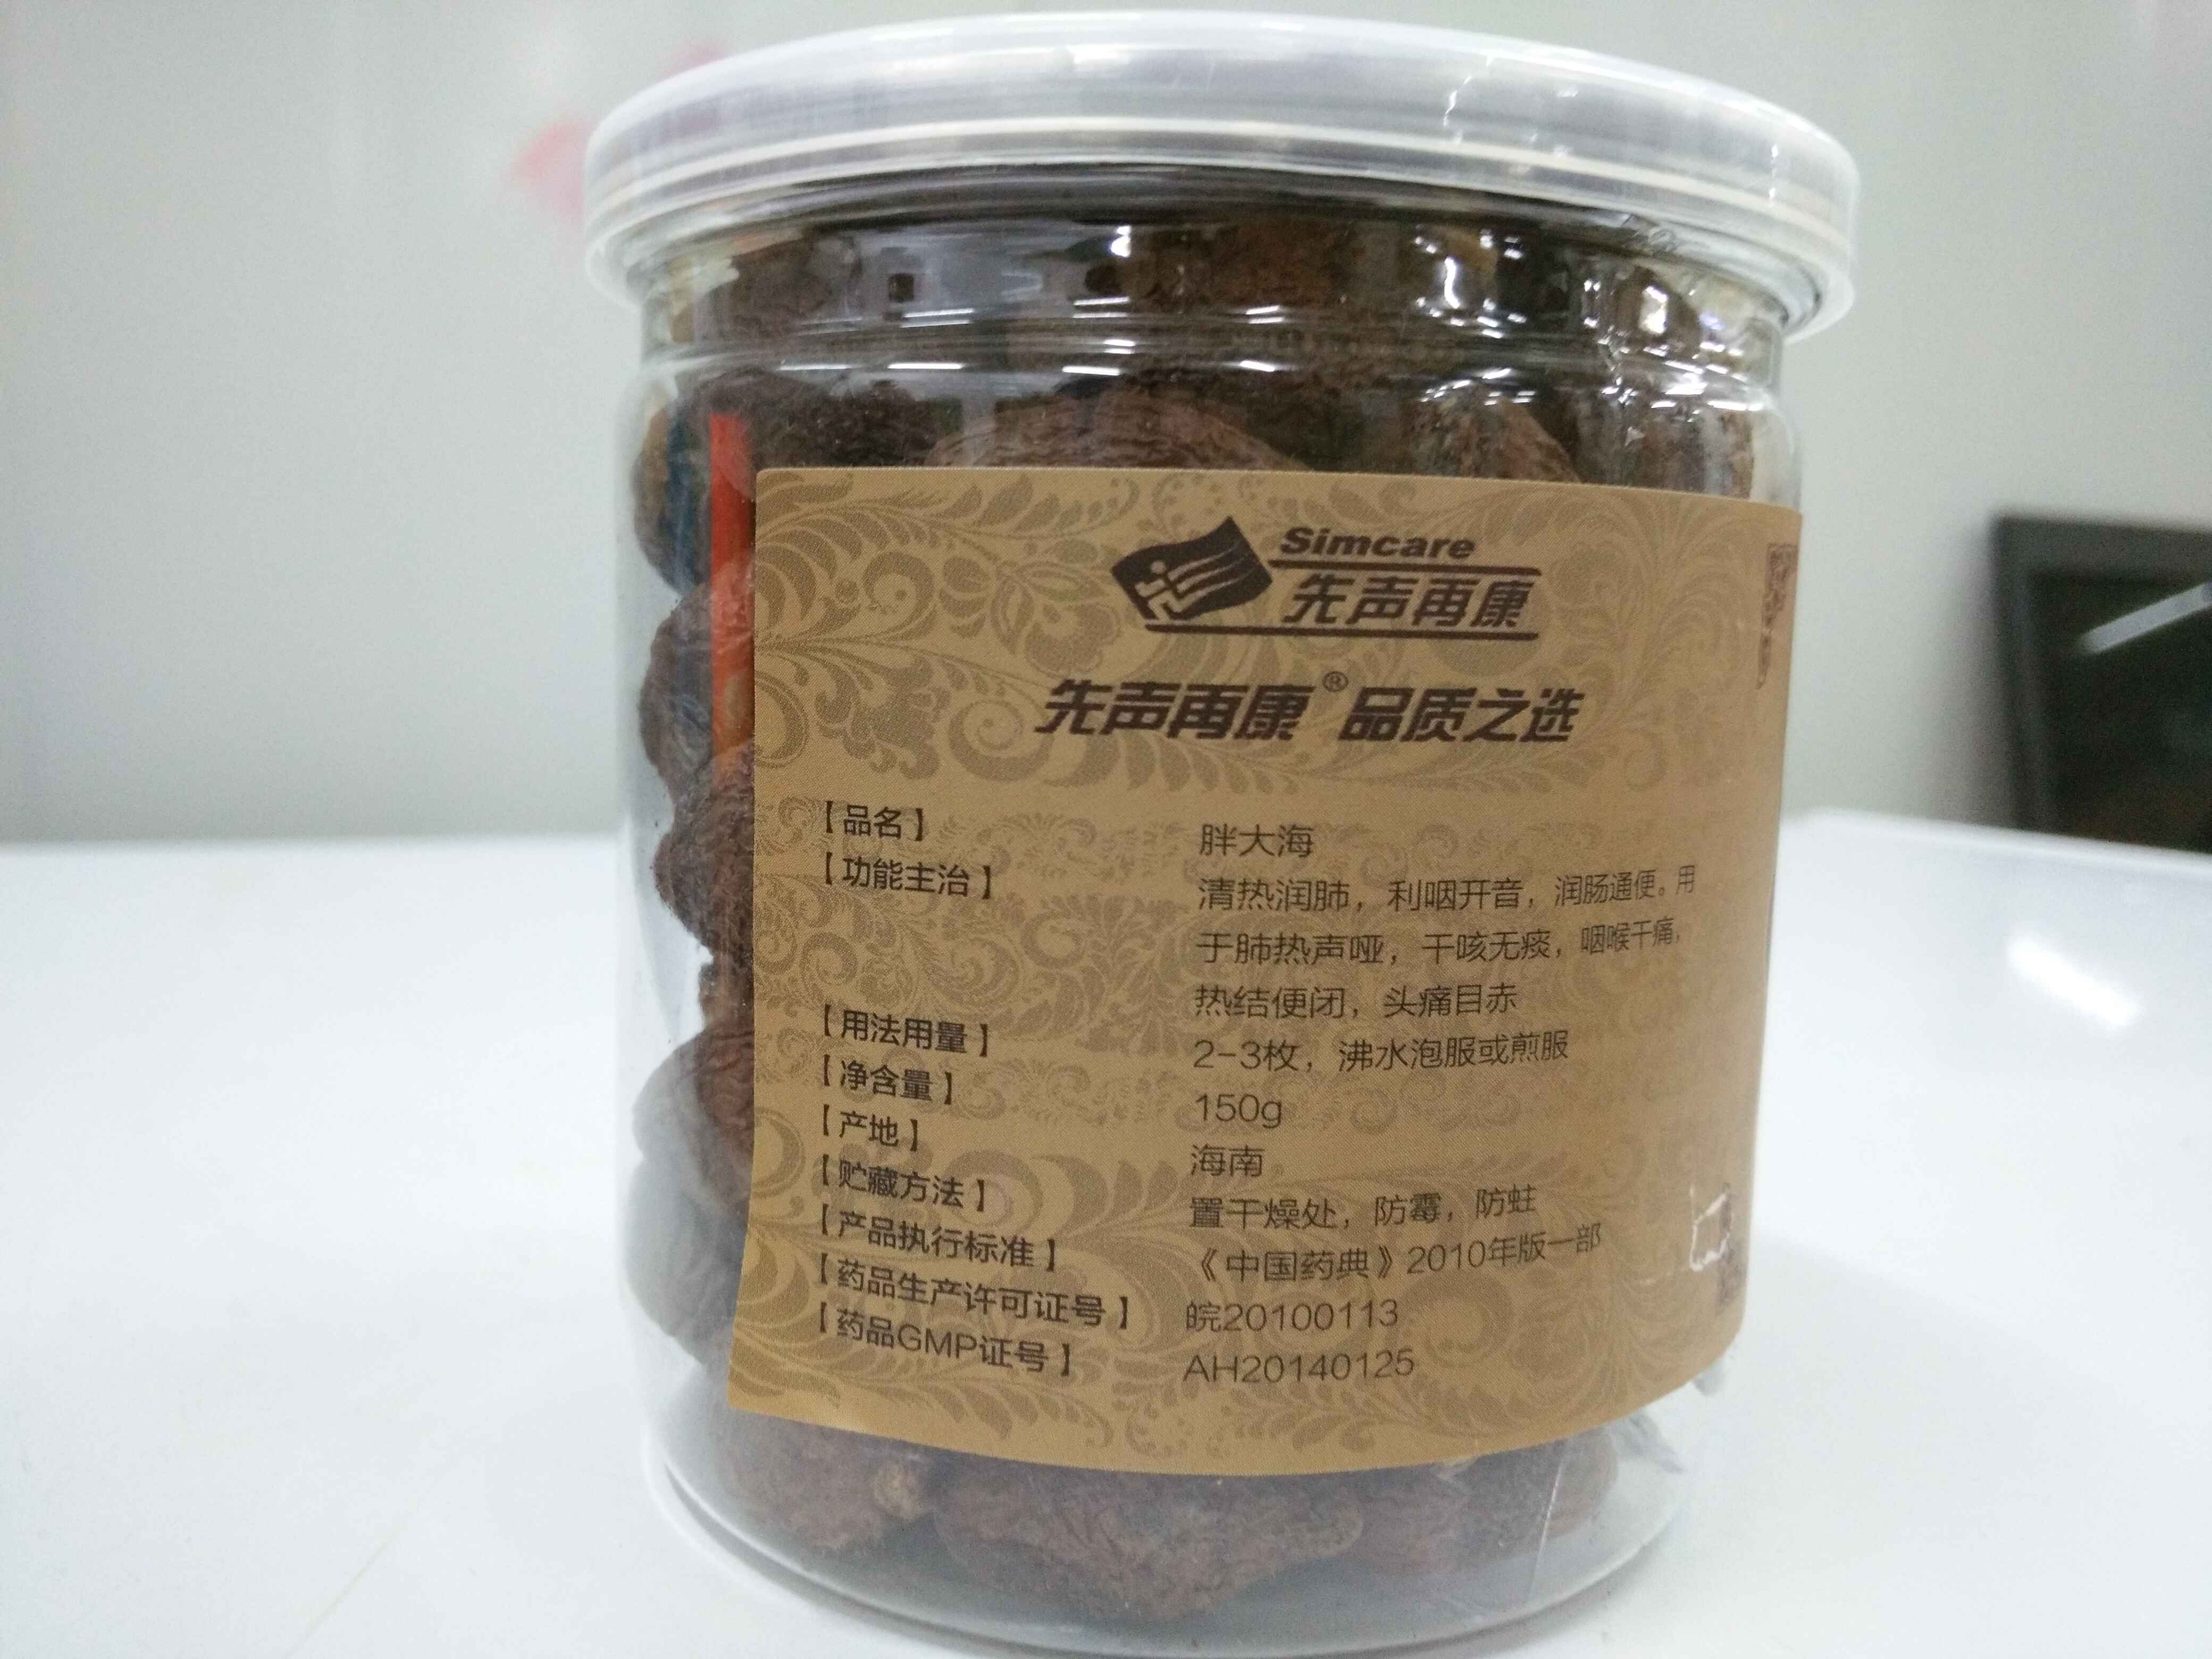 Simcare
先声再康
先声再康®品质之选
【品名】 胖大海
【功能主治】 清热润肺，利咽开音，润肠通便。用
于肺热声哑，干咳无痰，咽喉干痛，
热结便闭，头痛目赤
【用法用量】 2-3枚，沸水泡服或煎服
【净含量】 150g
【产地】 海南
【贮藏方法】 置干燥处，防霉，防蛀
【产品执行标准】 《中国药典》2010年版一部
【药品生产许可证号】 皖20100113
【药品GMP证号】 AH20140125